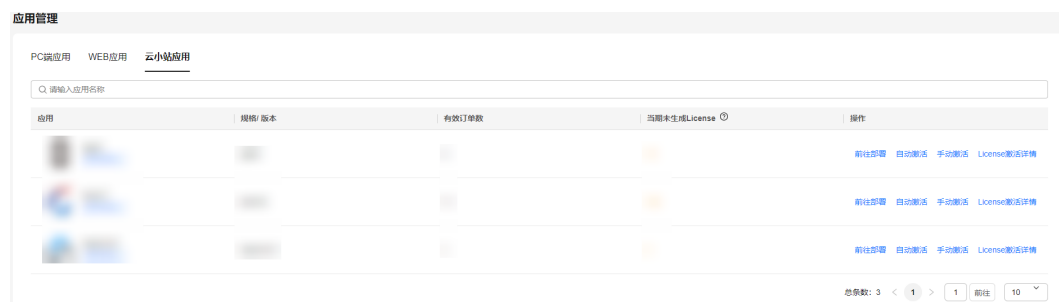 应用管理
PC端应用 WEB应用 云小站应用
请输入应用名称
应用 规格/ 版本 有效订单数 当期未生成License 操作
前往部署 自动激活 手动激活 License激活详情
前往部署 自动激活 手动激活 License激活详情
前往部署 自动激活 手动激活 License激活详情
总条数: 3 < 1 > 1 前往 10